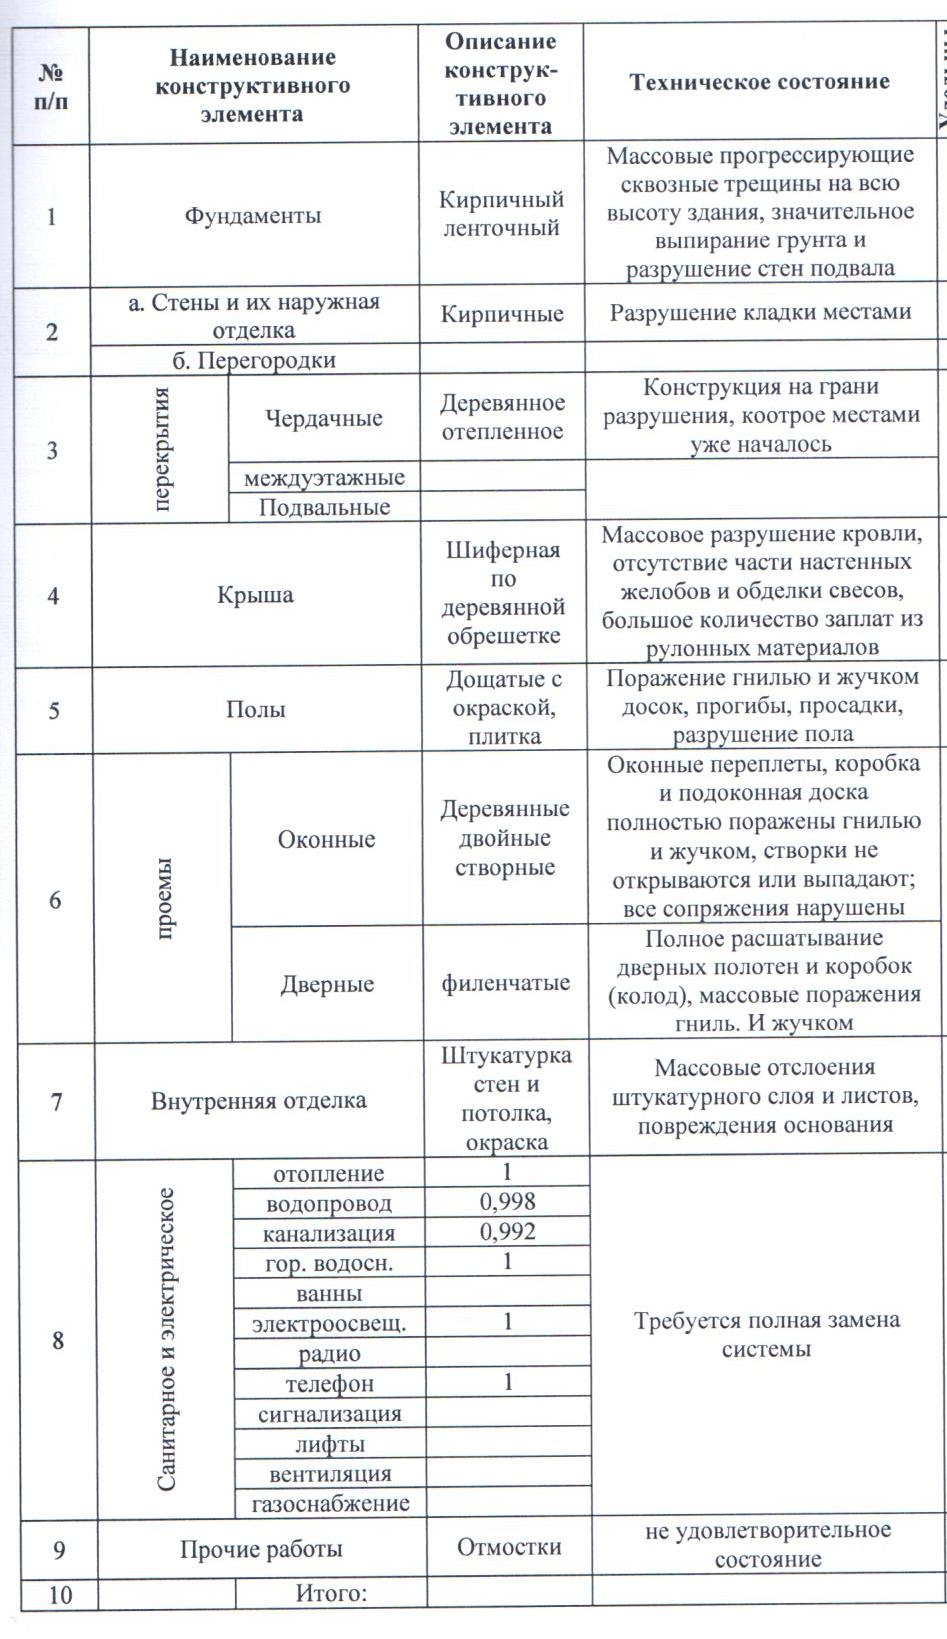 №
п/п
Наименование
конструктивного
элемента
Описание
конструк-
тивного
элемента
Техническое состояние
1
Фундаменты
Кирпичный
ленточный
Массовые прогрессирующие
сквозные трещины на всю
высоту здания, значительное
выпирание грунта и
разрушение стен подвала
2
а. Стены и их наружная
отделка
Кирпичные
Разрушение кладки местами
б. Перегородки
3
перекрытия
Чердачные
Деревянное
отепленное
Конструкция на грани
разрушения, коотрое местами
уже началось
междуэтажные
Подвальные
4
Крыша
Шиферная
по
деревянной
обрешетке
Массовое разрушение кровли,
отсутствие части настенных
желобов и обделки свесов,
большое количество заплат из
рулонных материалов
5
Полы
Дощатые с
окраской,
плитка
Поражение гнилью и жучком
досок, прогибы, просадки,
разрушение пола
6
проемы
Оконные
Деревянные
двойные
створные
Оконные переплеты, коробка
и подоконная доска
полностью поражены гнилью
и жучком, створки не
открываются или выпадают;
все сопряжения нарушены
Дверные
филенчатые
Полное расшатывание
дверных полотен и коробок
(колод), массовые поражения
гниль. И жучком
7
Внутренняя отделка
Штукатурка
стен и
потолка,
окраска
Массовые отслоения
штукатурного слоя и листов,
повреждения основания
8
Санитарное и электрическое
отопление
1
водопровод
0,998
канализация
0,992
гор. водосн.
1
ванны
электроосвещ.
1
радио
телефон
1
сигнализация
лифты
вентиляция
газоснабжение
Требуется полная замена
системы
9
Прочие работы
Отмостки
не удовлетворительное
состояние
10
Итого: